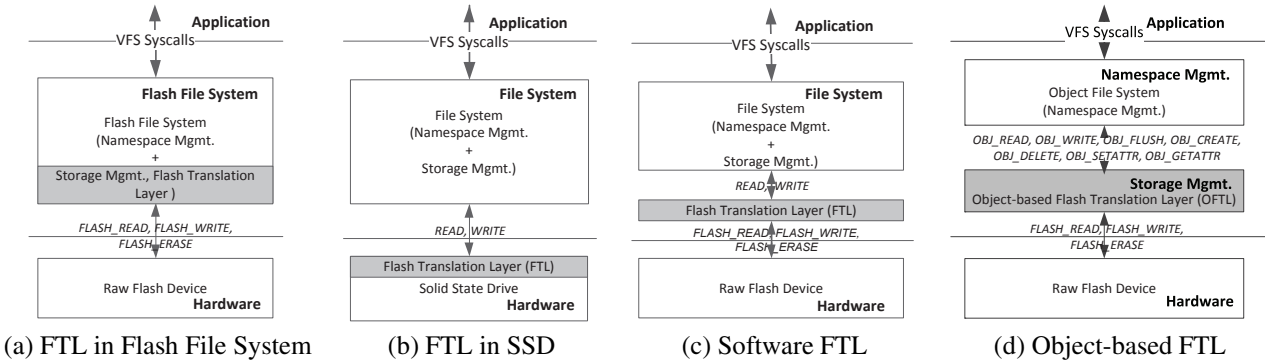 Application
VFS Syscalls
Flash File System
Flash File System
(Namespace Mgmt.
+
Storage Mgmt., Flash Translation
Layer )
FLASH_READ, FLASH_WRITE,
FLASH_ERASE
Raw Flash Device
Hardware
(a) FTL in Flash File System
Application
VFS Syscalls
File System
File System
(Namespace Mgmt.
+
Storage Mgmt.)
READ, WRITE
Flash Translation Layer (FTL)
Solid State Drive
Hardware
(b) FTL in SSD
Application
VFS Syscalls
File System
File System
(Namespace Mgmt.
+
Storage Mgmt.)
READ, WRITE
Flash Translation Layer (FTL)
FLASH_READ, FLASH_WRITE,
FLASH_ERASE
Raw Flash Device
Hardware
(c) Software FTL
Application
VFS Syscalls
Namespace Mgmt.
Object File System
(Namespace Mgmt.)
OBJ_READ, OBJ_WRITE, OBJ_FLUSH, OBJ_CREATE,
OBJ_DELETE, OBJ_SETATTR, OBJ_GETATTR
Storage Mgmt.
Object-based Flash Translation Layer (OFTL)
FLASH_READ, FLASH_WRITE,
FLASH_ERASE
Raw Flash Device
Hardware
(d) Object-based FTL